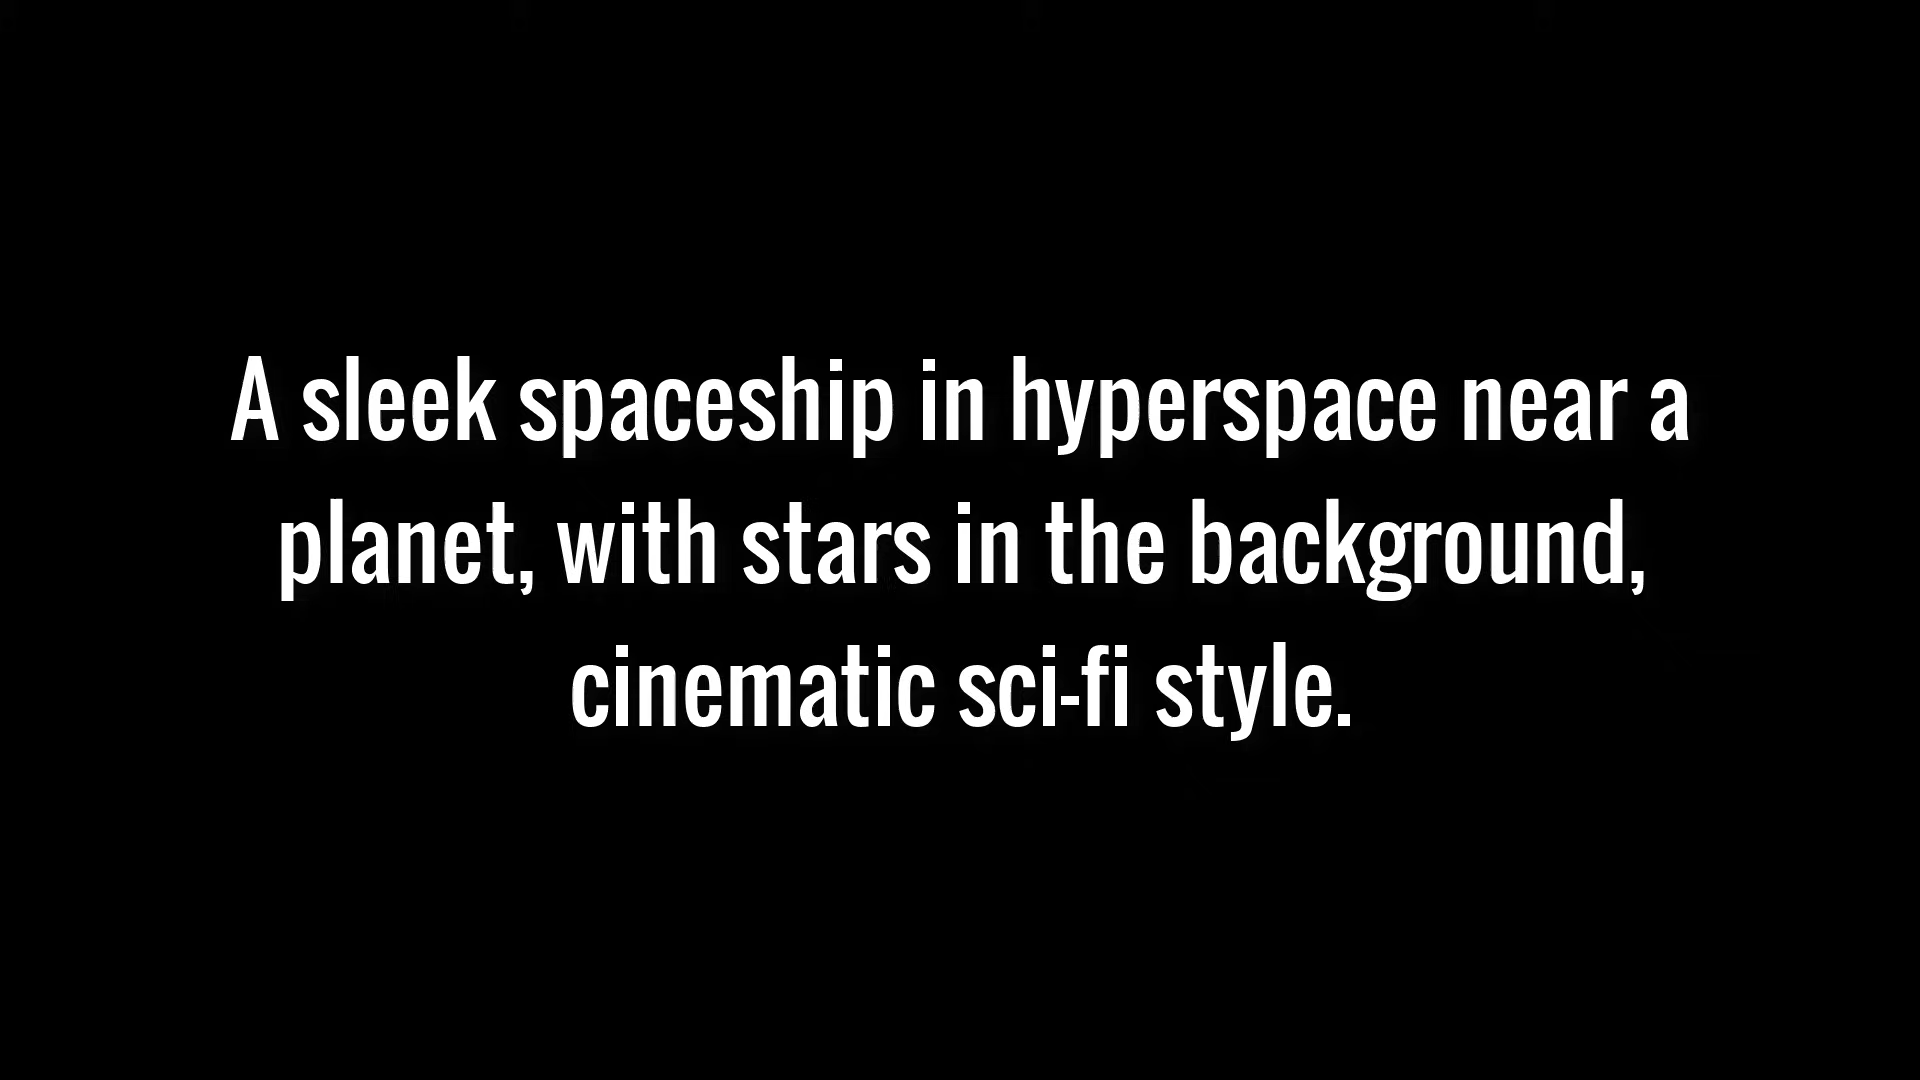 A sleek spaceship in hyperspace near a
planet, with stars in the background,
cinematic sci-fi style.